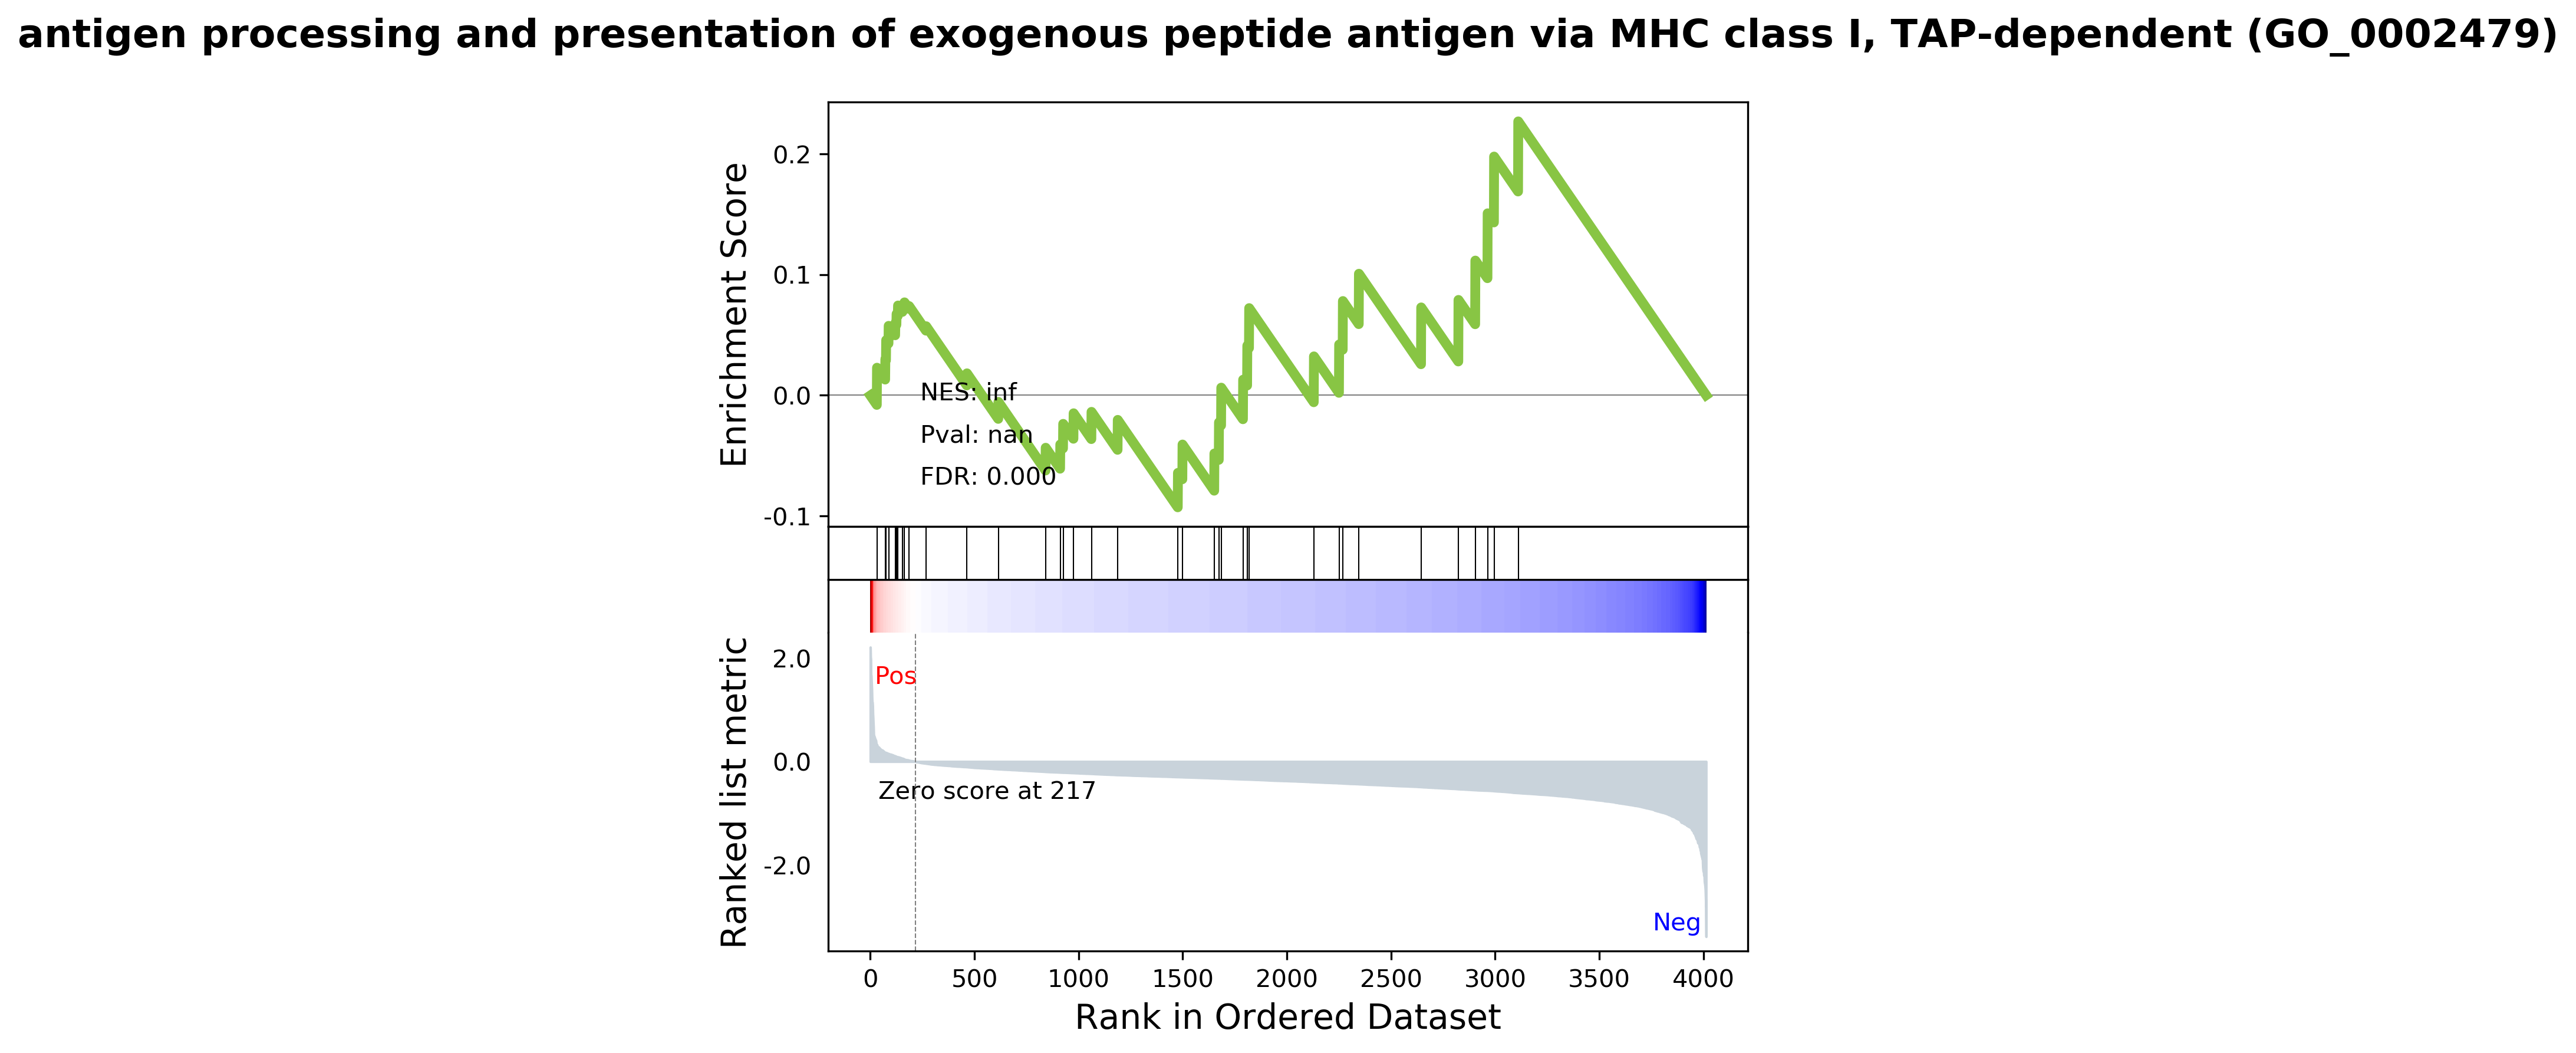 antigen processing and presentation of exogenous peptide antigen via MHC class I, TAP-dependent (GO_0002479)
Enrichment Score
0.2
0.1
0.0
-0.1
NES: inf
Pval: nan
FDR: 0.000
Ranked list metric
2.0
0.0
-2.0
Pos
Zero score at 217
Neg
0 500 1000 1500 2000 2500 3000 3500 4000
Rank in Ordered Dataset